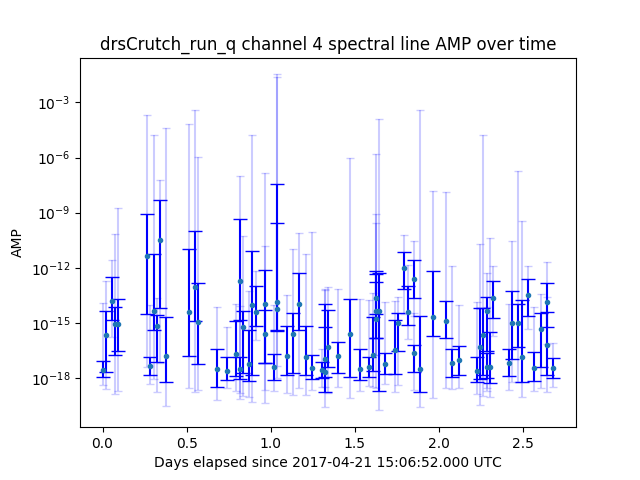 drsCrutch_run_q channel 4 spectral line AMP over time
AMP
10⁻³
10⁻⁶
10⁻⁹
10⁻¹²
10⁻¹⁵
10⁻¹⁸
0.0 0.5 1.0 1.5 2.0 2.5
Days elapsed since 2017-04-21 15:06:52.000 UTC